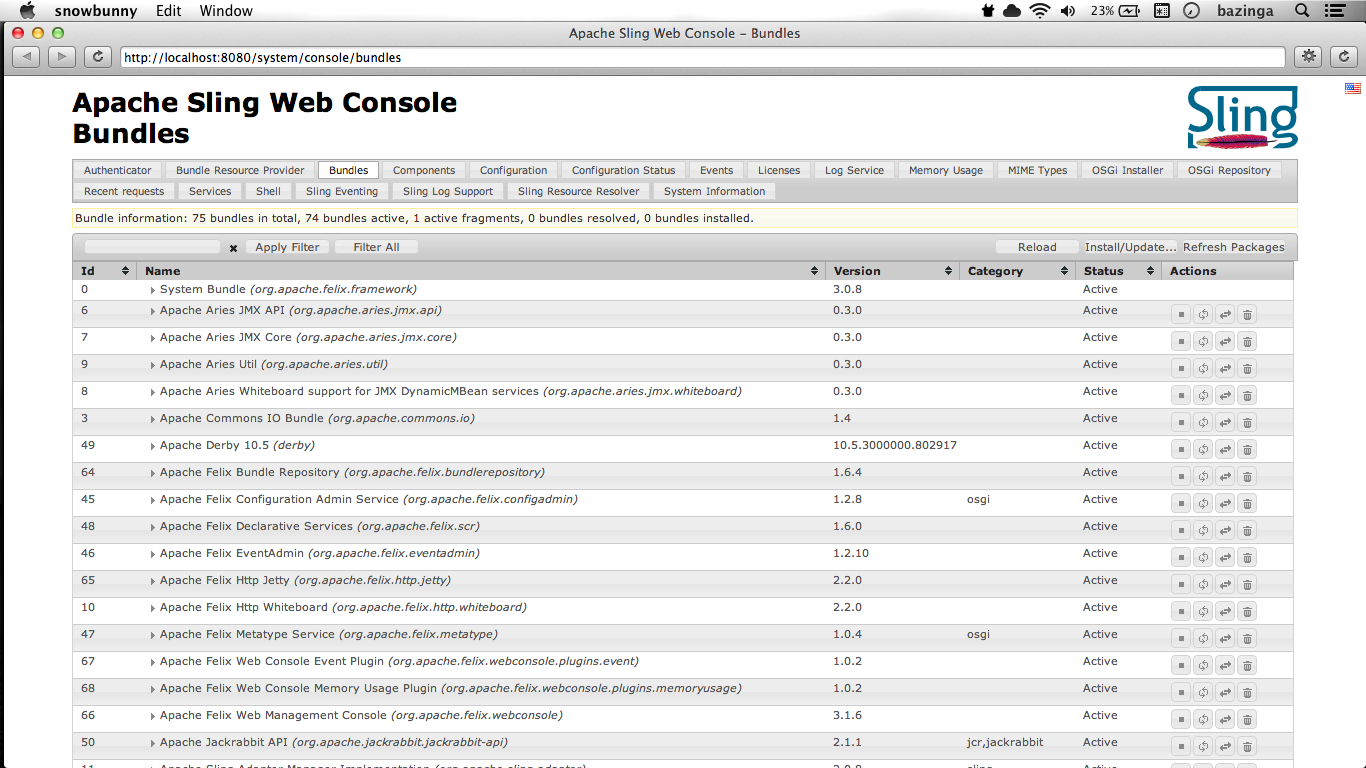 snowbunny Edit Window 23% bazinga
Apache Sling Web Console – Bundles
http://localhost:8080/system/console/bundles
Apache Sling Web Console
Bundles
Sling
Authenticator Bundle Resource Provider Bundles Components Configuration Configuration Status Events Licenses Log Service Memory Usage MIME Types OSGi Installer OSGi Repository
Recent requests Services Shell Sling Eventing Sling Log Support Sling Resource Resolver System Information
Bundle information: 75 bundles in total, 74 bundles active, 1 active fragments, 0 bundles resolved, 0 bundles installed.
Apply Filter Filter All Reload Install/Update... Refresh Packages
Id Name Version Category Status Actions
0 System Bundle (org.apache.felix.framework) 3.0.8 Active
6 Apache Aries JMX API (org.apache.aries.jmx.api) 0.3.0 Active
7 Apache Aries JMX Core (org.apache.aries.jmx.core) 0.3.0 Active
9 Apache Aries Util (org.apache.aries.util) 0.3.0 Active
8 Apache Aries Whiteboard support for JMX DynamicMBean services (org.apache.aries.jmx.whiteboard) 0.3.0 Active
3 Apache Commons IO Bundle (org.apache.commons.io) 1.4 Active
49 Apache Derby 10.5 (derby) 10.5.3000000.802917 Active
64 Apache Felix Bundle Repository (org.apache.felix.bundlerepository) 1.6.4 Active
45 Apache Felix Configuration Admin Service (org.apache.felix.configadmin) 1.2.8 osgi Active
48 Apache Felix Declarative Services (org.apache.felix.scr) 1.6.0 Active
46 Apache Felix EventAdmin (org.apache.felix.eventadmin) 1.2.10 Active
65 Apache Felix Http Jetty (org.apache.felix.http.jetty) 2.2.0 Active
10 Apache Felix Http Whiteboard (org.apache.felix.http.whiteboard) 2.2.0 Active
47 Apache Felix Metatype Service (org.apache.felix.metatype) 1.0.4 osgi Active
67 Apache Felix Web Console Event Plugin (org.apache.felix.webconsole.plugins.event) 1.0.2 Active
68 Apache Felix Web Console Memory Usage Plugin (org.apache.felix.webconsole.plugins.memoryusage) 1.0.2 Active
66 Apache Felix Web Management Console (org.apache.felix.webconsole) 3.1.6 Active
50 Apache Jackrabbit API (org.apache.jackrabbit.jackrabbit-api) 2.1.1 jcr,jackrabbit Active
11 Apache Sling Adapter Manager Implementation (org.apache.sling.adapter) 2.0.8 sling Active